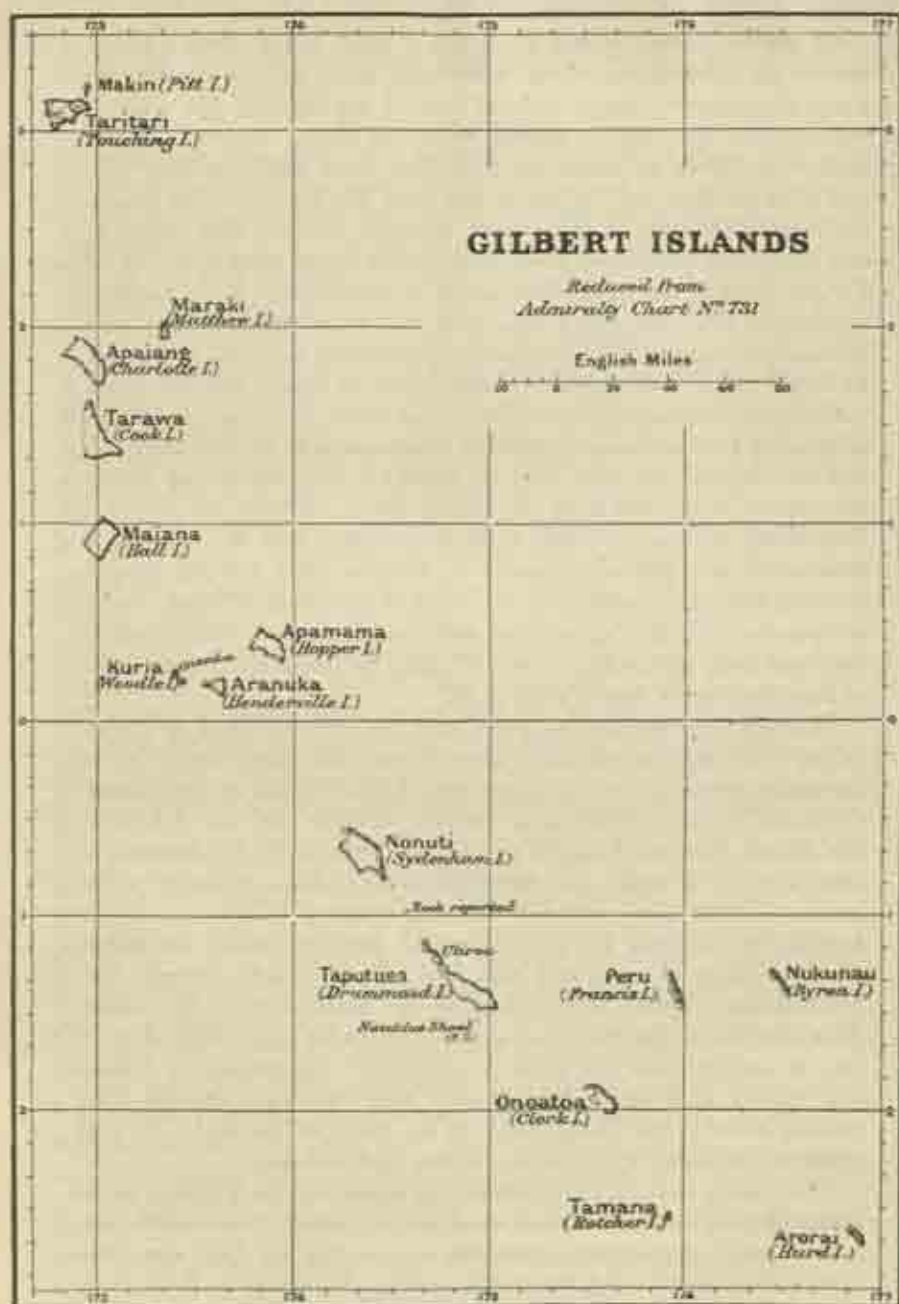 GILBERT ISLANDS
Reduced from
Admiralty Chart Nº 731
English Miles
Makin (Pitt I.)
Taritari
(Touching I.)
Maraki
(Matthew I.)
Apaiang
(Charlotte I.)
Tarawa
(Cook I.)
Maiana
(Hall I.)
Apamama
(Hopper I.)
Kuria
(Woodle I.)
Aranuka
(Henderville I.)
Nonuti
(Sydenham I.)
Rock reported
Taputuea
(Drummond I.)
Nautilus Shoal
Peru
(Francis I.)
Nukunau
(Byron I.)
Onoatoa
(Clerk I.)
Tamana
(Rotcher I.)
Arorai
(Hurd I.)